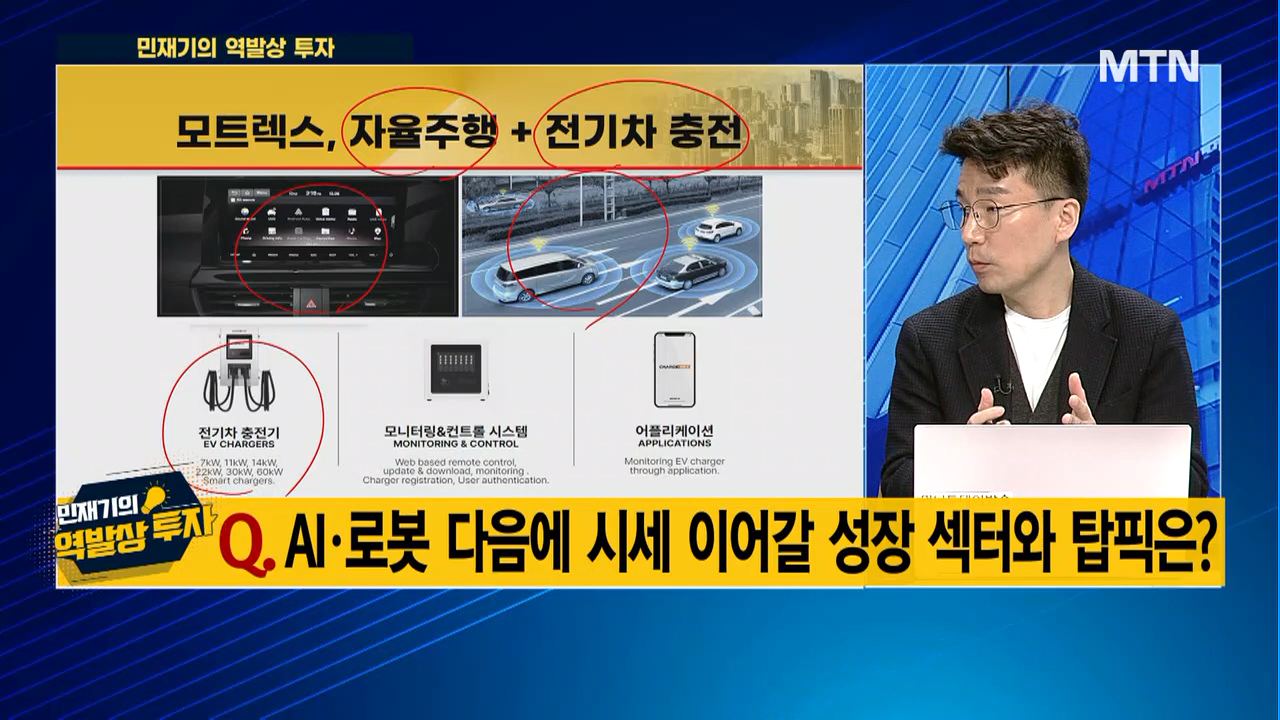 민재기의 역발상 투자
MTN
모트렉스, 자율주행 + 전기차 충전
MTN
전기차 충전기
EV CHARGERS
7kW, 11kW, 14kW,
22kW, 30kW, 60kW
Smart chargers.
모니터링&컨트롤 시스템
MONITORING & CONTROL
Web based remote control,
update & download, monitoring .
Charger registration, User authentication.
어플리케이션
APPLICATIONS
Monitoring EV charger
through application.
민재기의
역발상 투자
Q. AI·로봇 다음에 시세 이어갈 성장 섹터와 탑픽은?